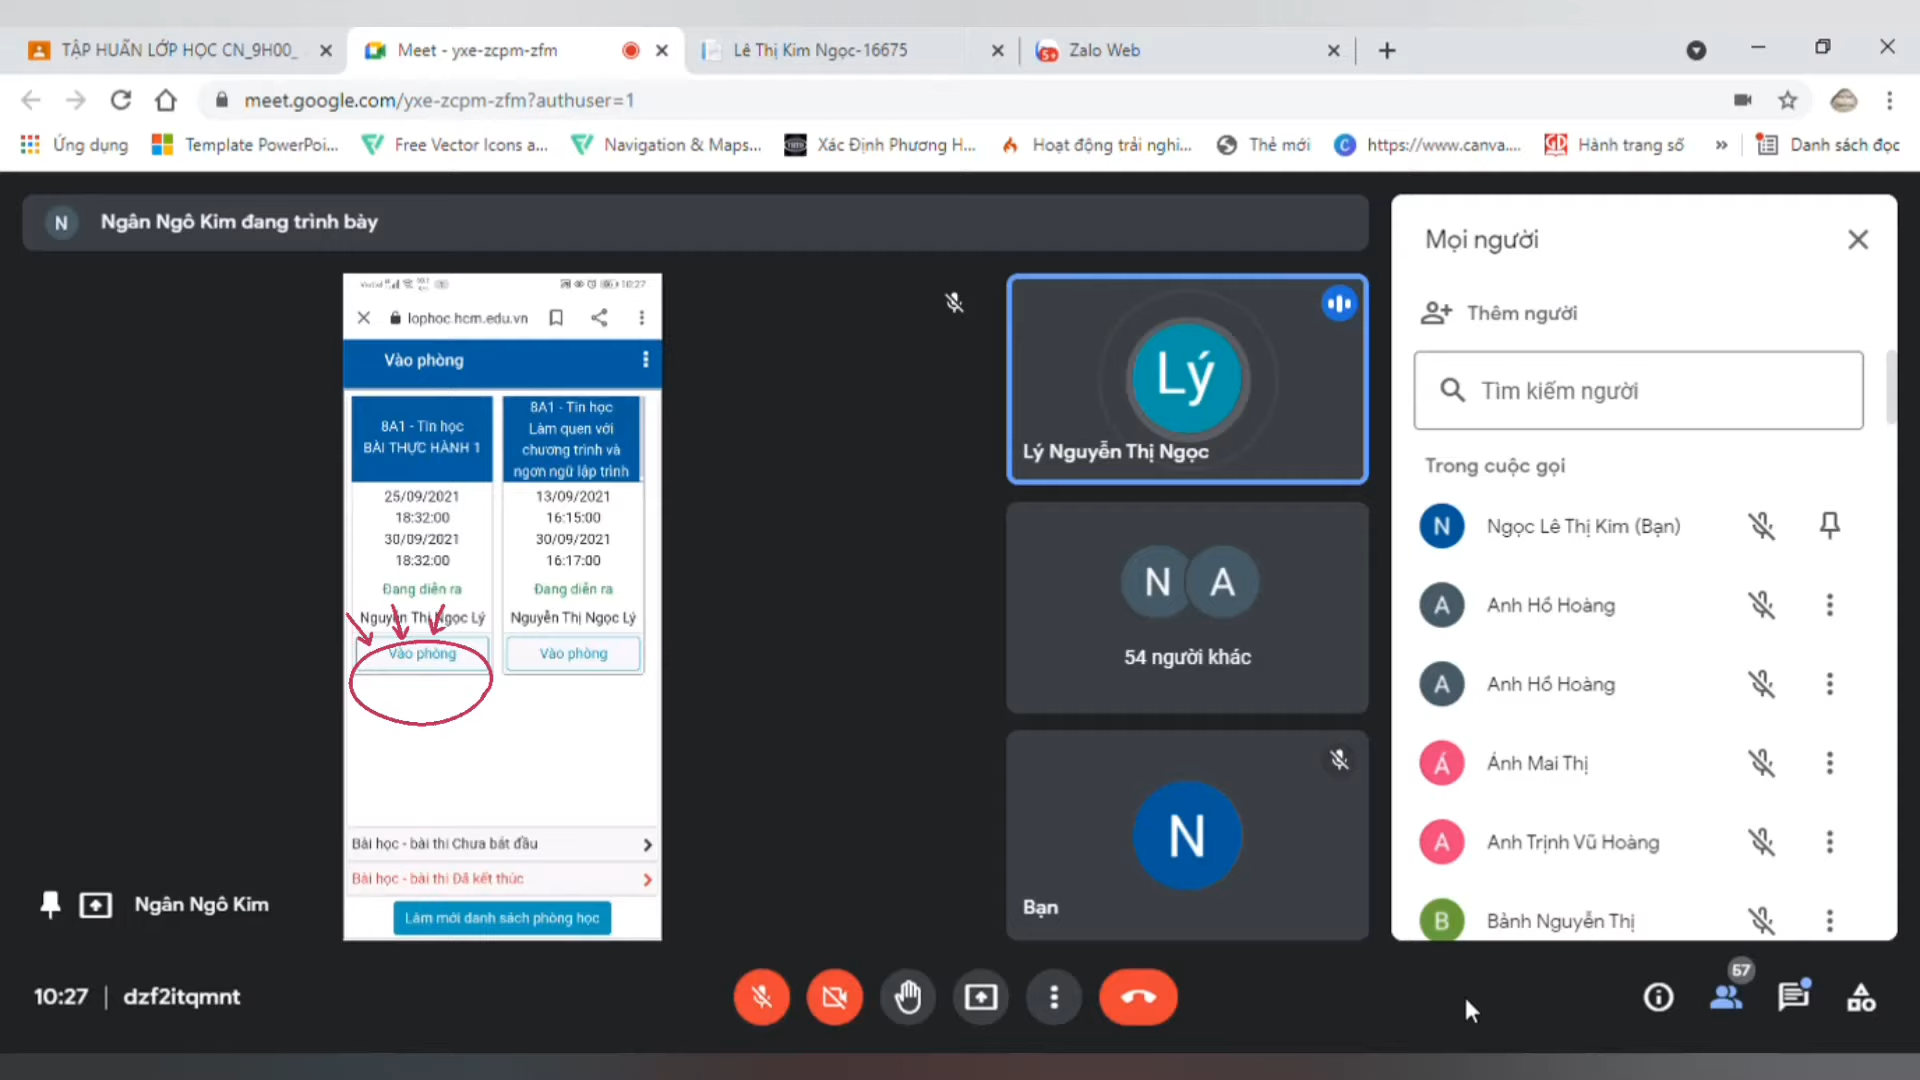 TẬP HUẤN LỚP HỌC CN_9H00_
Meet - yxe-zcpm-zfm
Lê Thị Kim Ngọc-16675
Zalo Web
meet.google.com/yxe-zcpm-zfm?authuser=1
Ứng dụng
Template PowerPoi...
Free Vector Icons a...
Navigation & Maps...
Xác Định Phương H...
Hoạt động trải nghi...
Thẻ mới
https://www.canva....
Hành trang số
»
Danh sách đọc
N
Ngân Ngô Kim đang trình bày
10:27
lophoc.hcm.edu.vn
Vào phòng
8A1 - Tin học
BÀI THỰC HÀNH 1
25/09/2021
18:32:00
30/09/2021
18:32:00
Đang diễn ra
Nguyễn Thị Ngọc Lý
Vào phòng
8A1 - Tin học
Làm quen với
chương trình và
ngơn ngữ lập trình
13/09/2021
16:15:00
30/09/2021
16:17:00
Đang diễn ra
Nguyễn Thị Ngọc Lý
Vào phòng
Bài học - bài thi Chưa bắt đầu
Bài học - bài thi Đã kết thúc
Làm mới danh sách phòng học
Ngân Ngô Kim
Lý
Lý Nguyễn Thị Ngọc
N A
54 người khác
N
Bạn
Mọi người
Thêm người
Tìm kiếm người
Trong cuộc gọi
N Ngọc Lê Thị Kim (Bạn)
A Anh Hồ Hoàng
A Anh Hồ Hoàng
Á Ánh Mai Thị
A Anh Trịnh Vũ Hoàng
B Bảnh Nguyễn Thị
10:27 | dzf2itqmnt
57